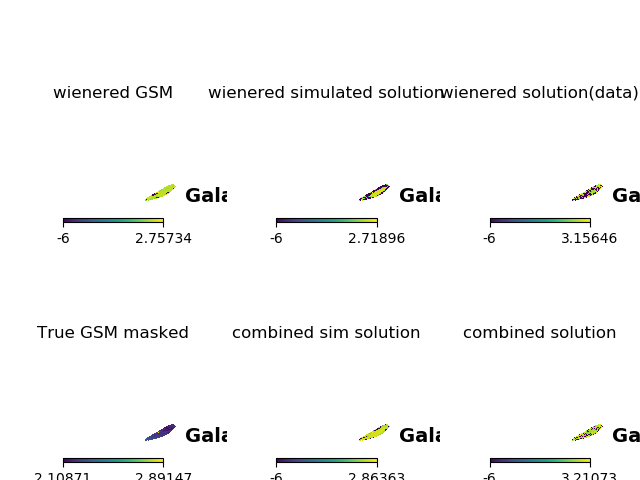 wienered GSM
wienered simulated solution
wienered solution(data)
Gala
Gala
Ga
-6 2.75734
-6 2.71896
-6 3.15646
True GSM masked
combined sim solution
combined solution
Gala
Gala
Ga
2.10871 2.89147
-6 2.86363
-6 3.21073